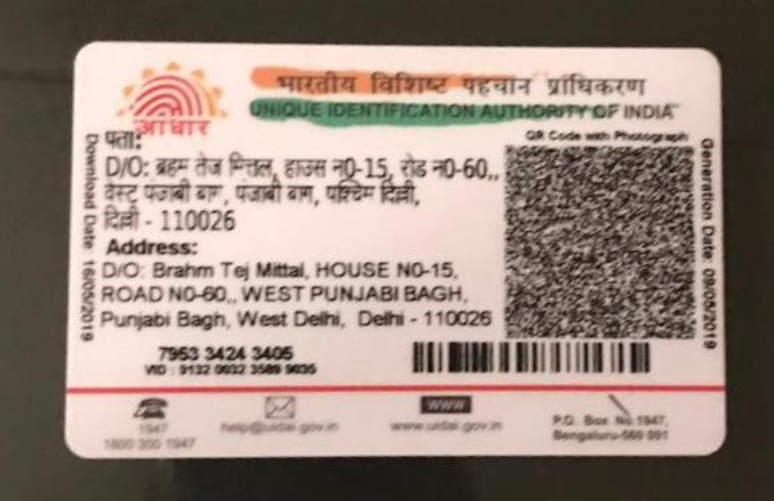 भारतीय विशिष्ट पहचान प्राधिकरण
UNIQUE IDENTIFICATION AUTHORITY OF INDIA
आधार
QR Code with Photograph
पता:
D/O: ब्रहम तेज मित्तल, हाउस न0-15, रोड न0-60,,
वेस्ट पंजाबी बाग, पंजाबी बाग, पश्चिम दिल्ली,
दिल्ली - 110026
Address:
D/O: Brahm Tej Mittal, HOUSE N0-15,
ROAD N0-60,, WEST PUNJABI BAGH,
Punjabi Bagh, West Delhi, Delhi - 110026
Download Date: 16/05/2019
Generation Date: 09/05/2019
7953 3424 3405
VID : 9132
1947
1800 300 1947
help@uidai.gov.in
WWW
www.uidai.gov.in
P.O. Box No.1947,
Bengaluru-560 001